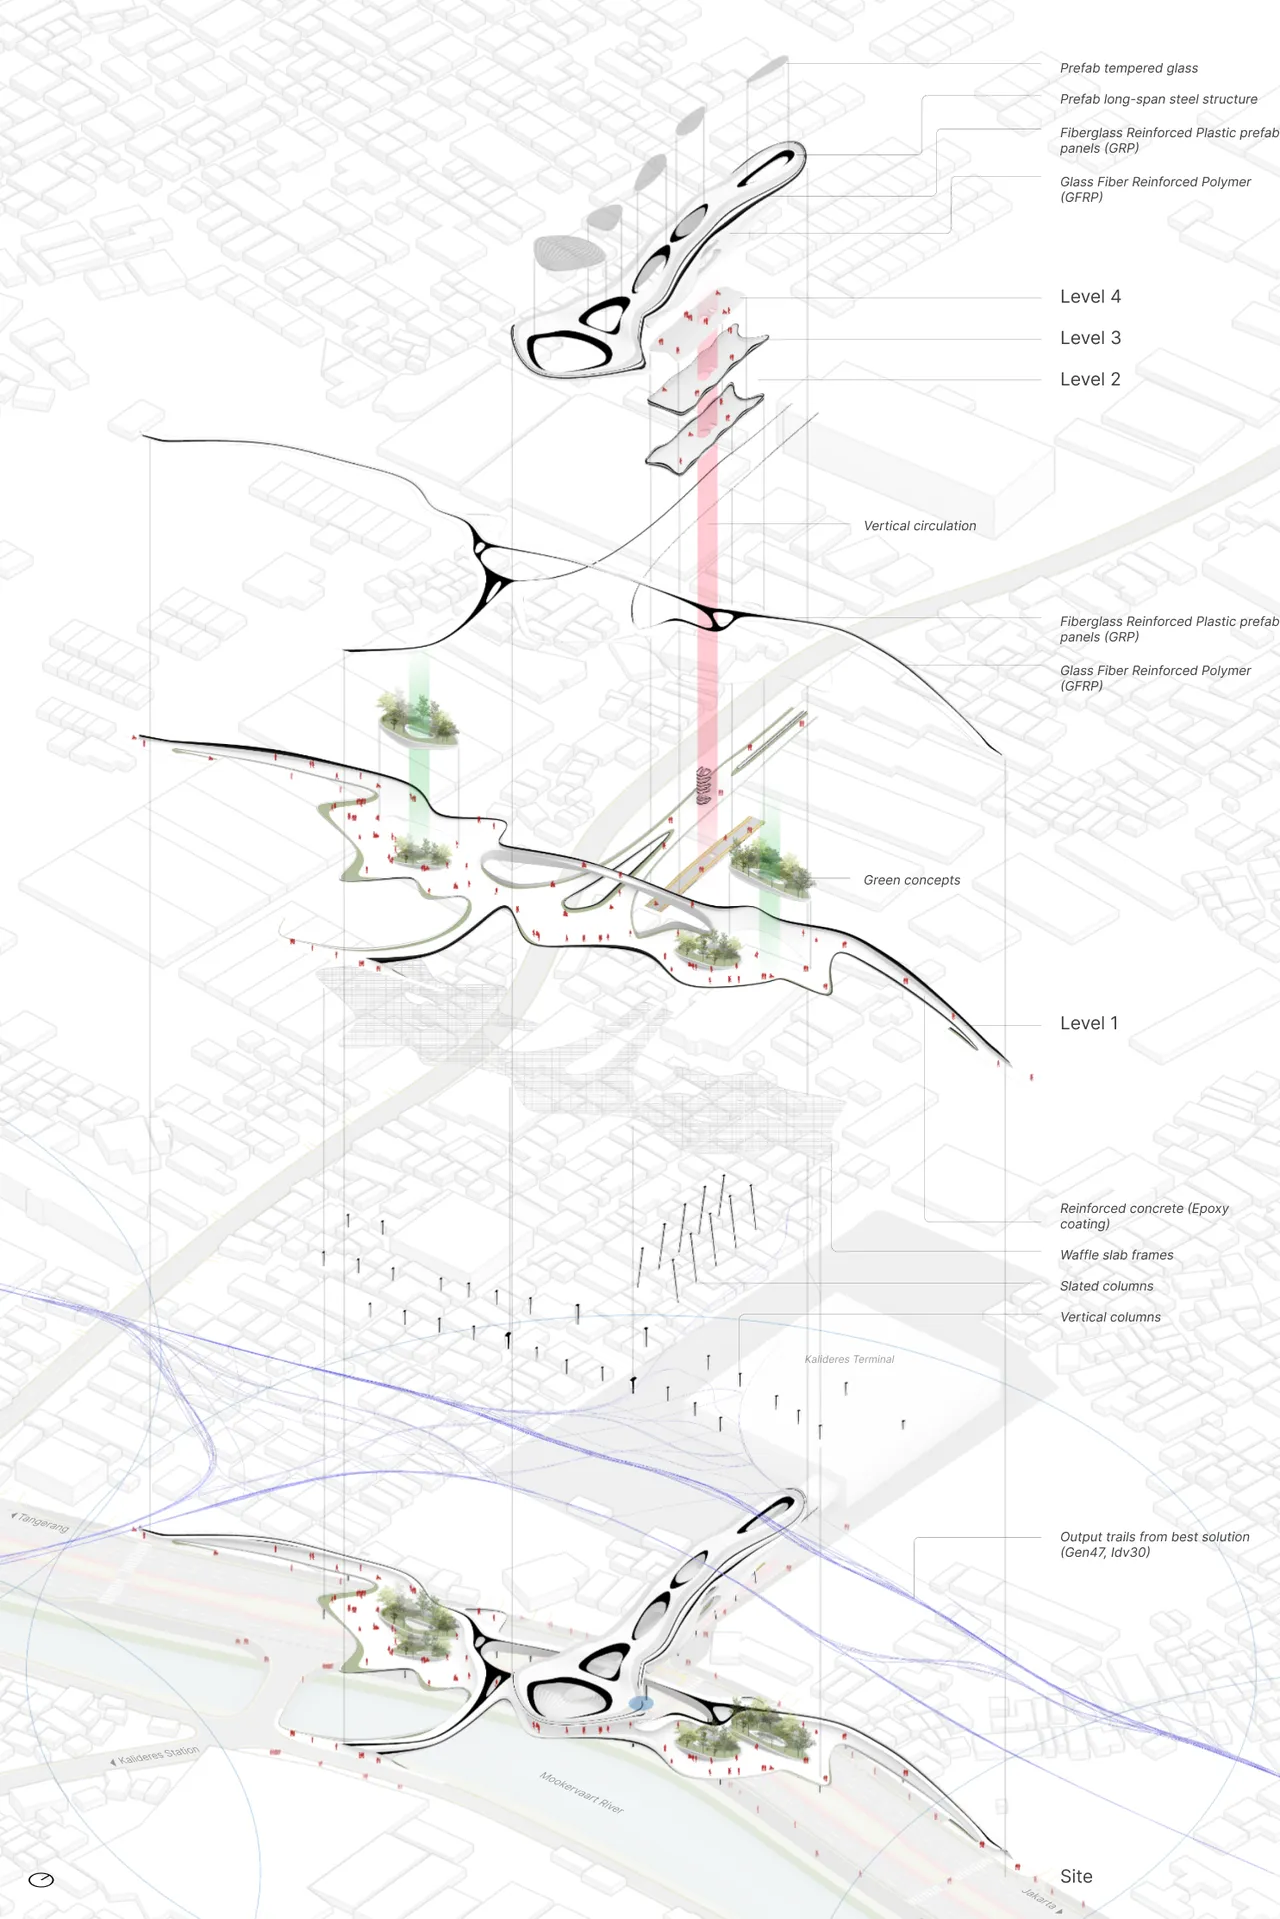 Prefab tempered glass
Prefab long-span steel structure
Fiberglass Reinforced Plastic prefab
panels (GRP)
Glass Fiber Reinforced Polymer
(GFRP)
Level 4
Level 3
Level 2
Vertical circulation
Fiberglass Reinforced Plastic prefab
panels (GRP)
Glass Fiber Reinforced Polymer
(GFRP)
Green concepts
Level 1
Reinforced concrete (Epoxy
coating)
Waffle slab frames
Slated columns
Vertical columns
Kalideres Terminal
Tangerang
Output trails from best solution
(Gen47, Idv30)
Kalideres Station
Mookervaart River
Site
Jakarta